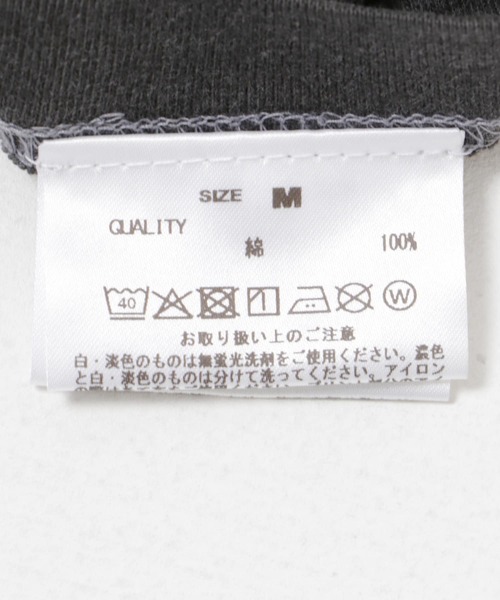 SIZE M
QUALITY
綿 100%
40 W
お取り扱い上のご注意
白・淡色のものは無蛍光洗剤をご使用ください。濃色
と白・淡色のものは分けて洗ってください。アイロン